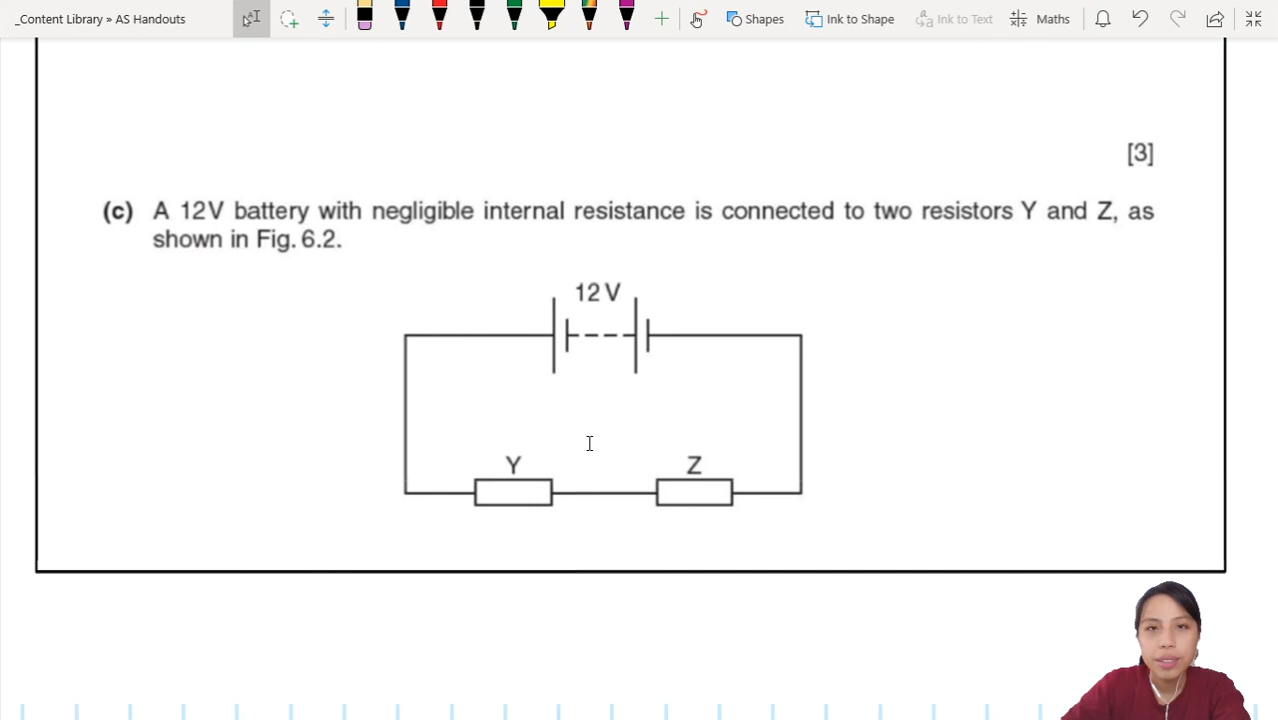 _Content Library » AS Handouts
Shapes
Ink to Shape
Ink to Text
Maths
[3]
(c) A 12V battery with negligible internal resistance is connected to two resistors Y and Z, as
shown in Fig. 6.2.
12 V
Y
Z